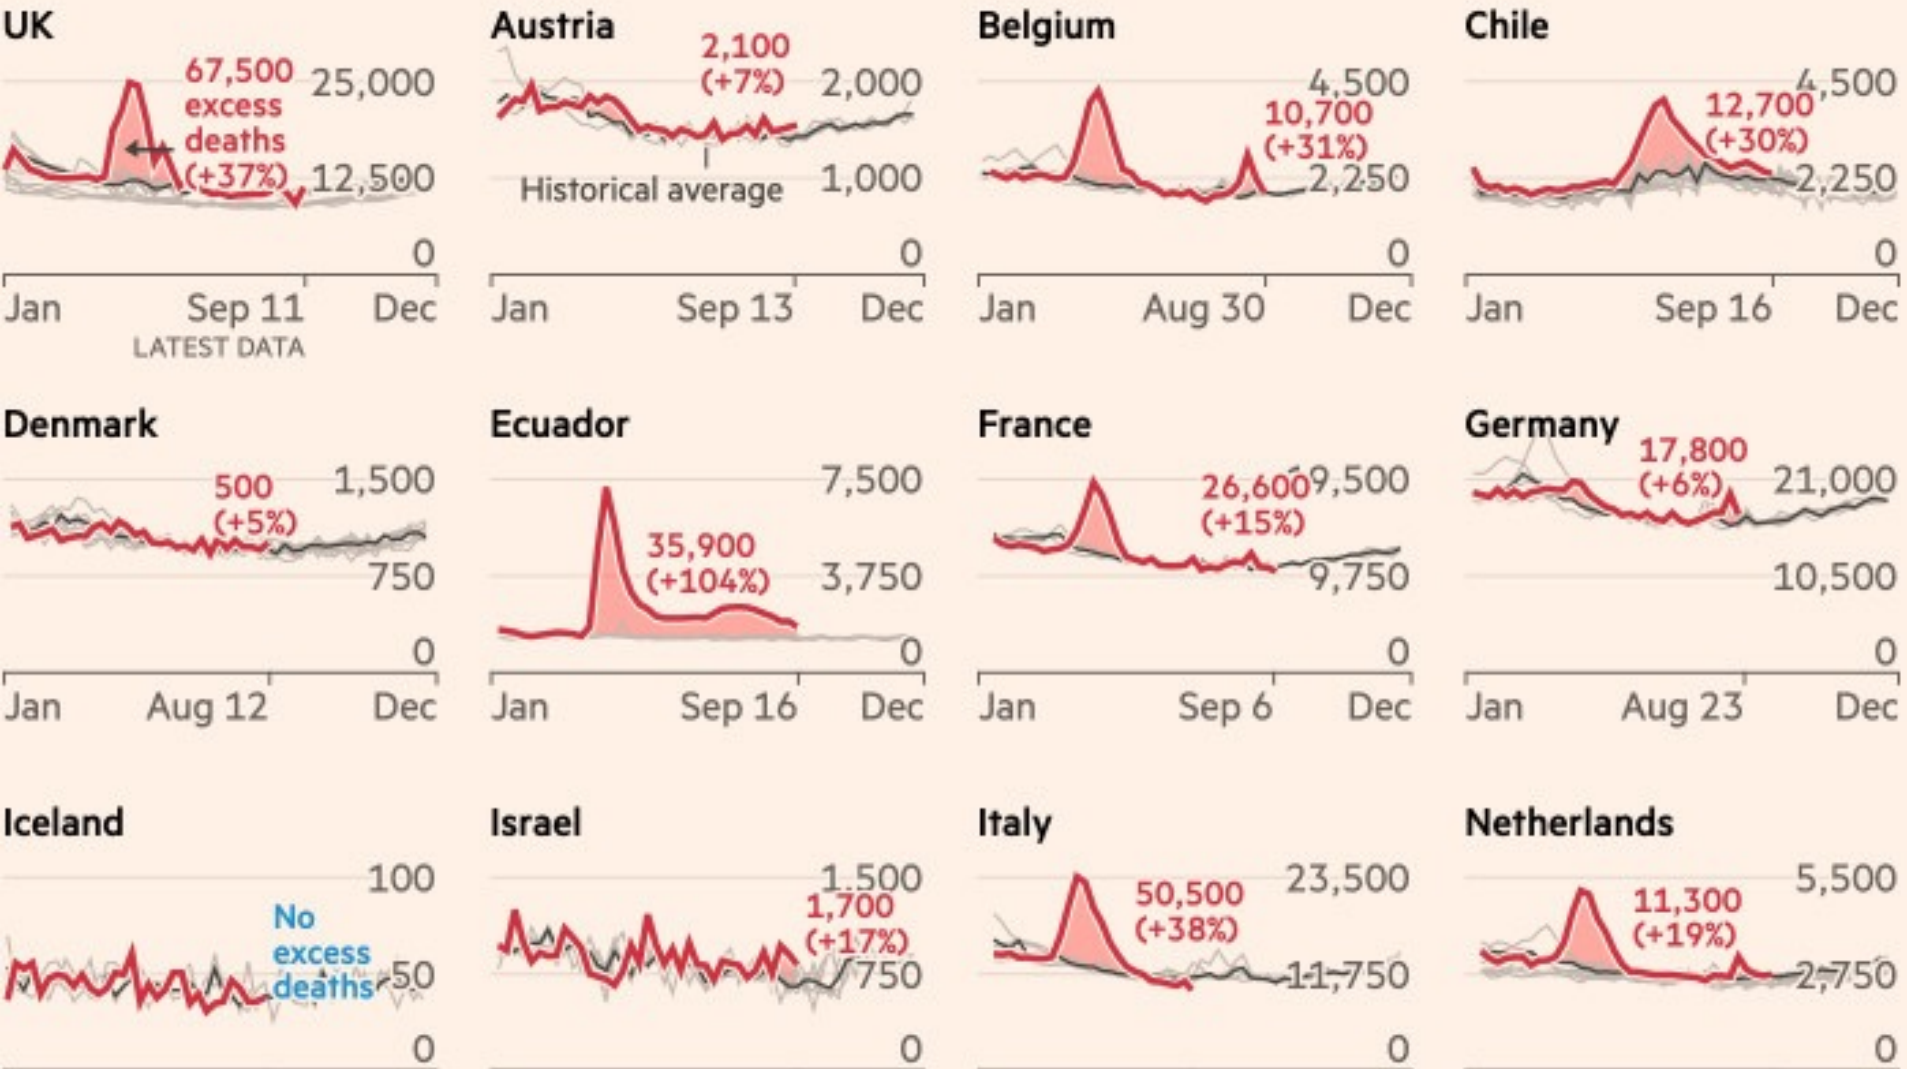 UK
67,500
excess
deaths
(+37%)
25,000
12,500
0
Jan
Sep 11
Dec
LATEST DATA
Austria
2,100
(+7%)
2,000
Historical average
1,000
0
Jan
Sep 13
Dec
Belgium
4,500
10,700
(+31%)
2,250
0
Jan
Aug 30
Dec
Chile
4,500
12,700
(+30%)
2,250
0
Jan
Sep 16
Dec
Denmark
500
(+5%)
1,500
750
0
Jan
Aug 12
Dec
Ecuador
7,500
35,900
(+104%)
3,750
0
Jan
Sep 16
Dec
France
26,600
(+15%)
9,500
9,750
0
Jan
Sep 6
Dec
Germany
17,800
(+6%)
21,000
10,500
0
Jan
Aug 23
Dec
Iceland
100
No
excess
deaths
50
0
Israel
1,500
1,700
(+17%)
750
0
Italy
50,500
(+38%)
23,500
11,750
0
Netherlands
11,300
(+19%)
5,500
2,750
0